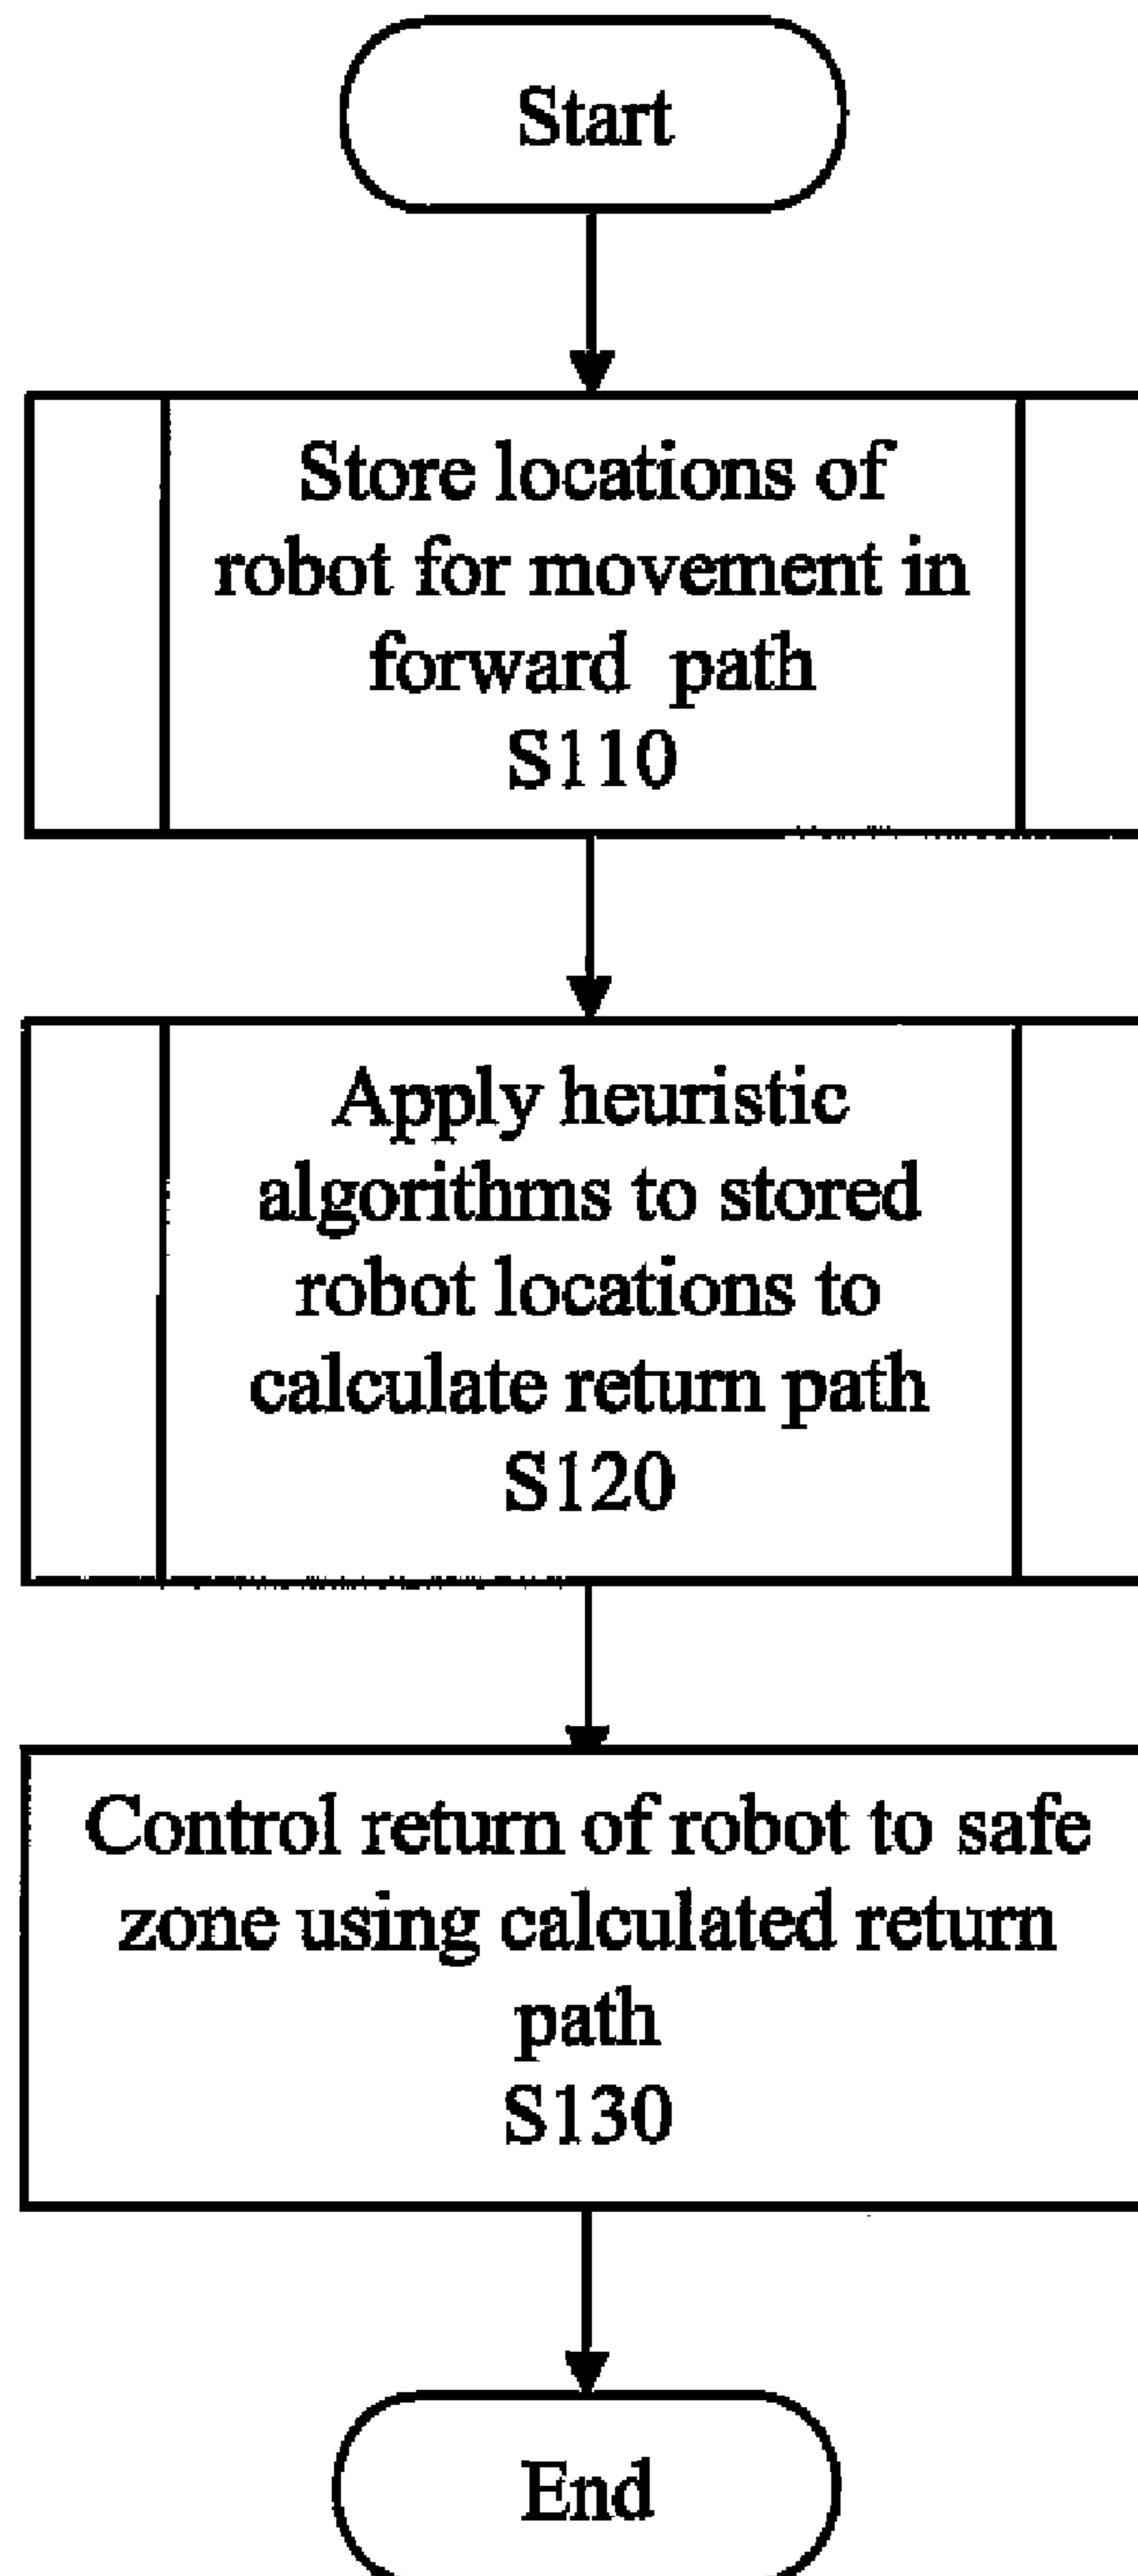 Start
Store locations of
robot for movement in
forward path
S110
Apply heuristic
algorithms to stored
robot locations to
calculate return path
S120
Control return of robot to safe
zone using calculated return
path
S130
End